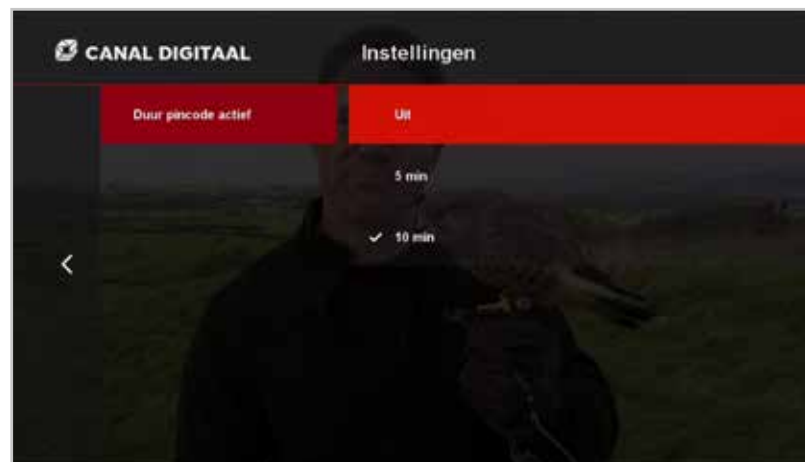 CANAL DIGITAAL
Instellingen
Duur pincode actief
Uit
5 min
10 min